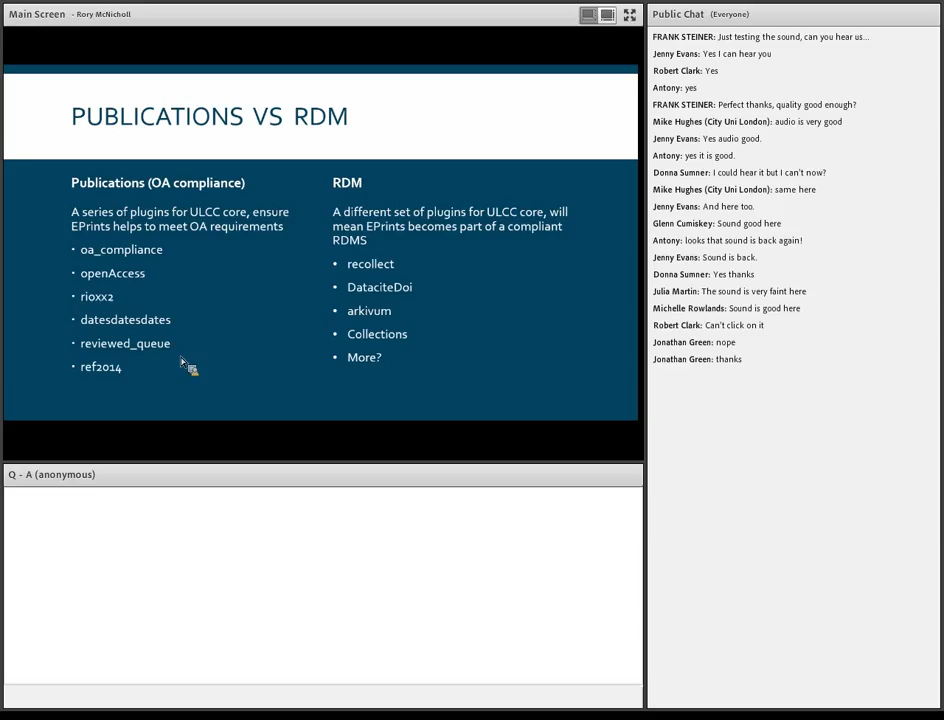 Main Screen - Rory McNicholl
PUBLICATIONS VS RDM
Publications (OA compliance)
A series of plugins for ULCC core, ensure
EPrints helps to meet OA requirements
• oa_compliance
• openAccess
• rioxx2
• datesdatesdates
• reviewed_queue
• ref2014
RDM
A different set of plugins for ULCC core, will
mean EPrints becomes part of a compliant
RDMS
• recollect
• DataciteDoi
• arkivum
• Collections
• More?
Q - A (anonymous)
Public Chat (Everyone)
FRANK STEINER: Just testing the sound, can you hear us...
Jenny Evans: Yes I can hear you
Robert Clark: Yes
Antony: yes
FRANK STEINER: Perfect thanks, quality good enough?
Mike Hughes (City Uni London): audio is very good
Jenny Evans: Yes audio good.
Antony: yes it is good.
Donna Sumner: I could hear it but I can't now?
Mike Hughes (City Uni London): same here
Jenny Evans: And here too.
Glenn Cumiskey: Sound good here
Antony: looks that sound is back again!
Jenny Evans: Sound is back.
Donna Sumner: Yes thanks
Julia Martin: The sound is very faint here
Michelle Rowlands: Sound is good here
Robert Clark: Can't click on it
Jonathan Green: nope
Jonathan Green: thanks